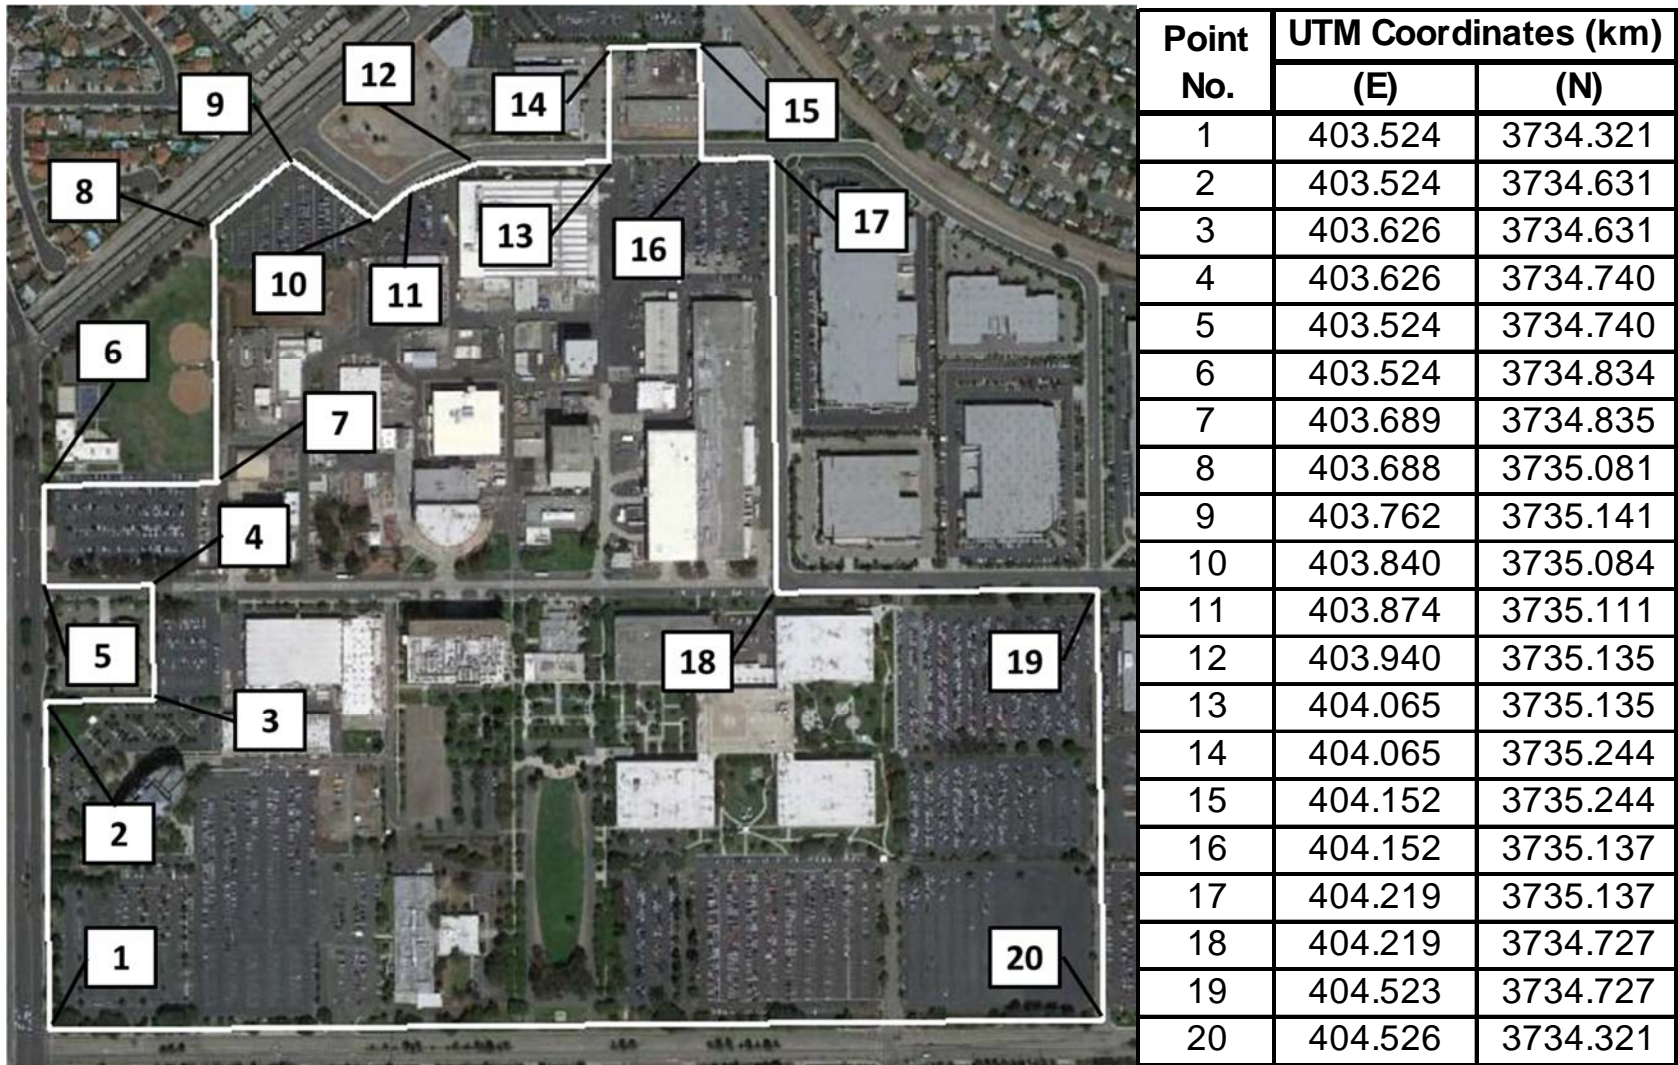 12
9
14
15
8
17
13
16
10
11
6
7
4
5
18
19
3
2
1
20
Point No. UTM Coordinates (km)
(E) (N)
1 403.524 3734.321
2 403.524 3734.631
3 403.626 3734.631
4 403.626 3734.740
5 403.524 3734.740
6 403.524 3734.834
7 403.689 3734.835
8 403.688 3735.081
9 403.762 3735.141
10 403.840 3735.084
11 403.874 3735.111
12 403.940 3735.135
13 404.065 3735.135
14 404.065 3735.244
15 404.152 3735.244
16 404.152 3735.137
17 404.219 3735.137
18 404.219 3734.727
19 404.523 3734.727
20 404.526 3734.321